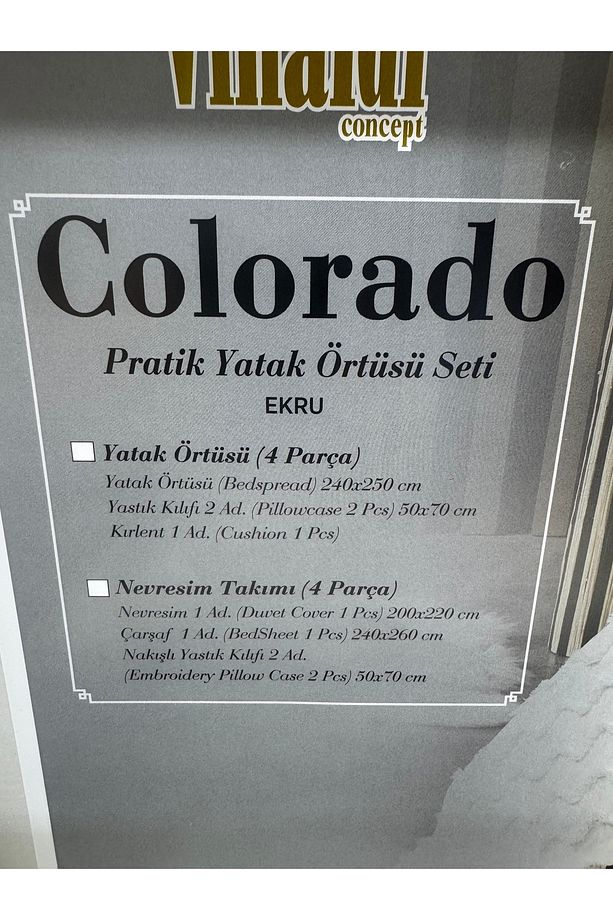 concept
Colorado
Pratik Yatak Örtüsü Seti
EKRU
Yatak Örtüsü (4 Parça)
Yatak Örtüsü (Bedspread) 240x250 cm
Yastık Kılıfı 2 Ad. (Pillowcase 2 Pcs) 50x70 cm
Kırlent 1 Ad. (Cushion 1 Pcs)
Nevresim Takımı (4 Parça)
Nevresim 1 Ad. (Duvet Cover 1 Pcs) 200x220 cm
Çarşaf 1 Ad. (BedSheet 1 Pcs) 240x260 cm
Nakışlı Yastık Kılıfı 2 Ad.
(Embroidery Pillow Case 2 Pcs) 50x70 cm